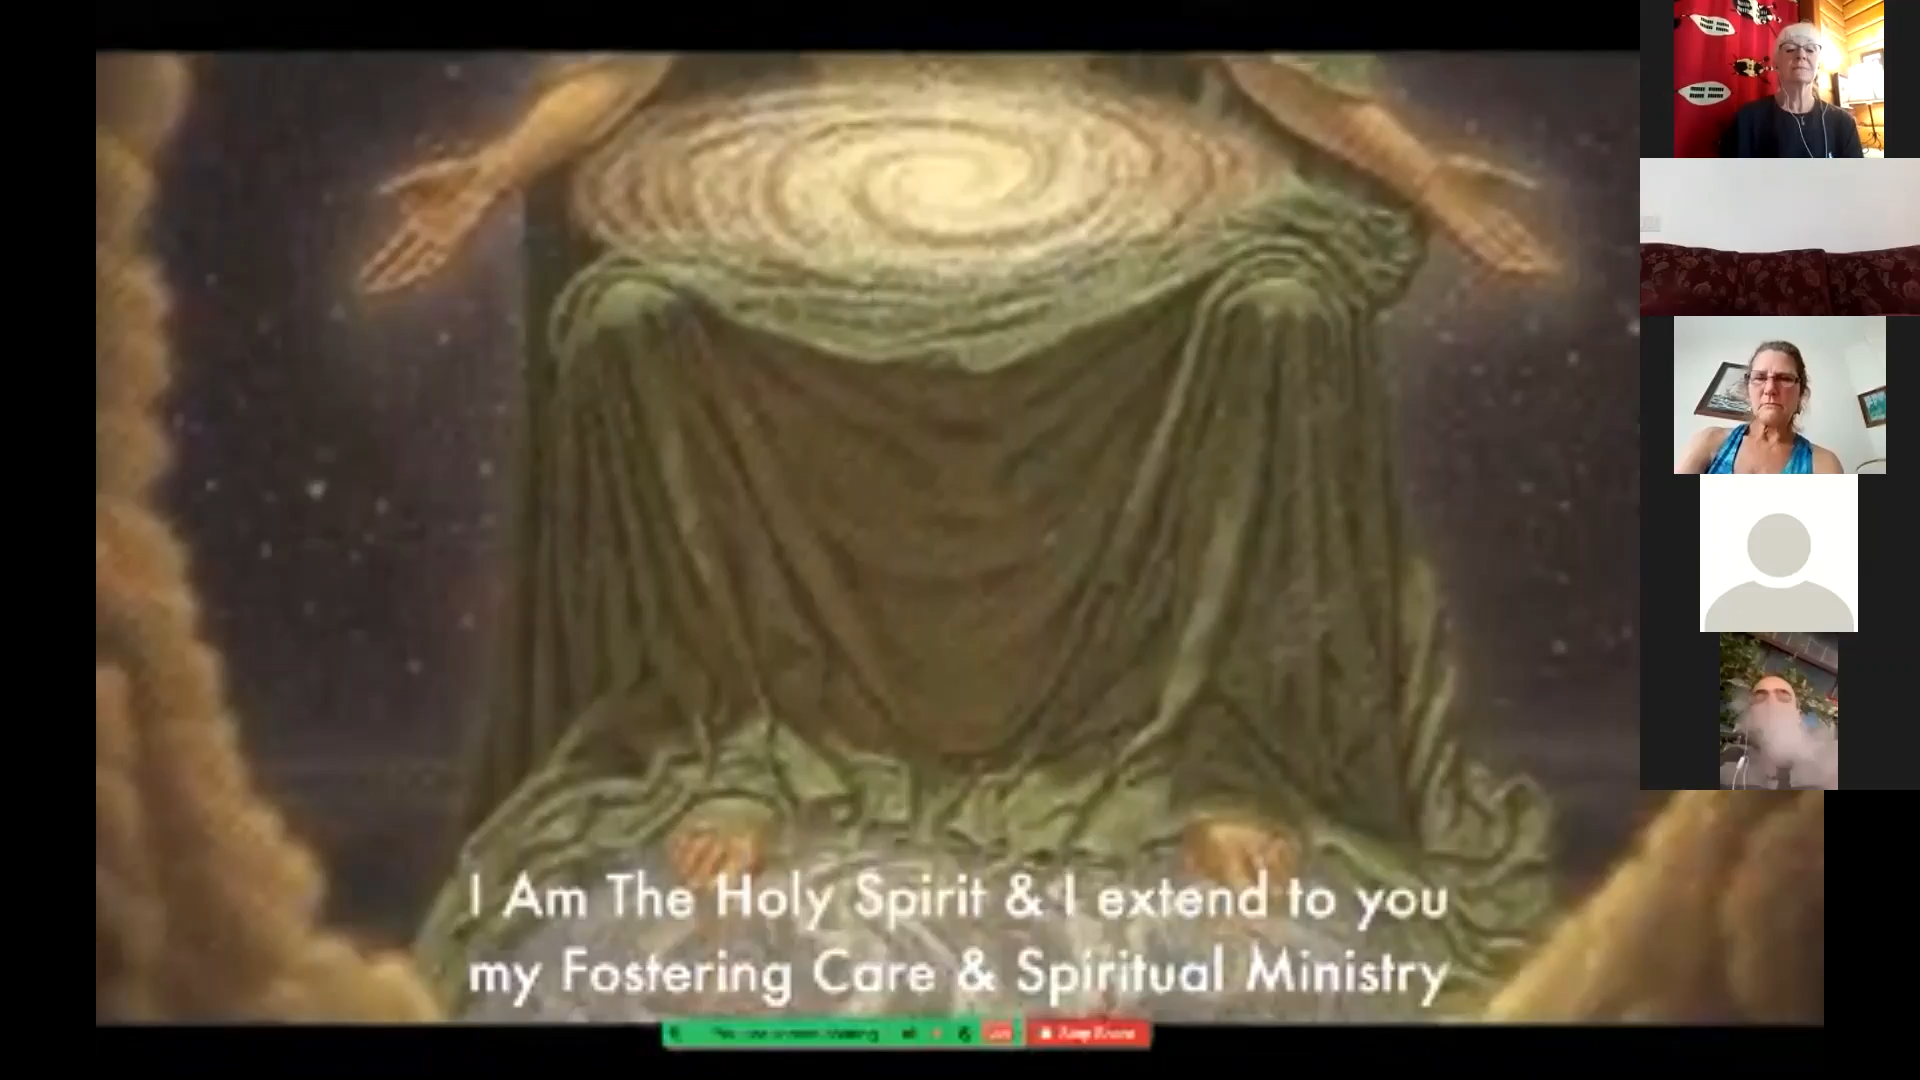 I Am The Holy Spirit & I extend to you
my Fostering Care & Spiritual Ministry